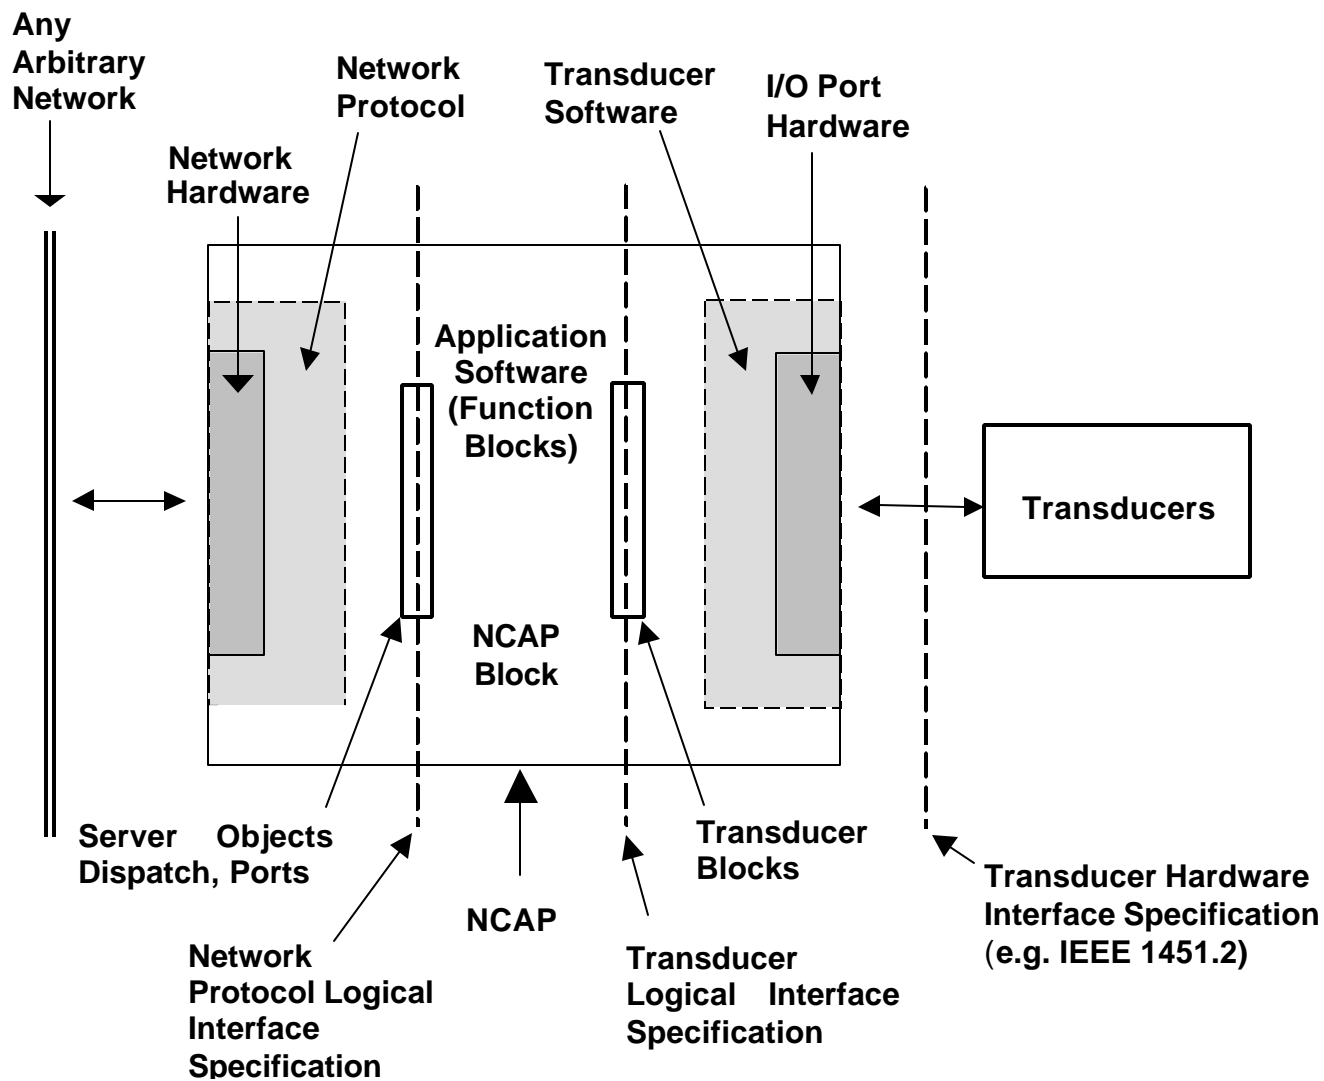 Any
Arbitrary
Network
Network
Protocol
Transducer
Software
I/O Port
Hardware
Network
Hardware
Application
Software
(Function
Blocks)
Transducers
NCAP
Block
Server Objects
Dispatch, Ports
Transducer
Blocks
NCAP
Transducer Hardware
Interface Specification
(e.g. IEEE 1451.2)
Network
Protocol Logical
Interface
Specification
Transducer
Logical Interface
Specification